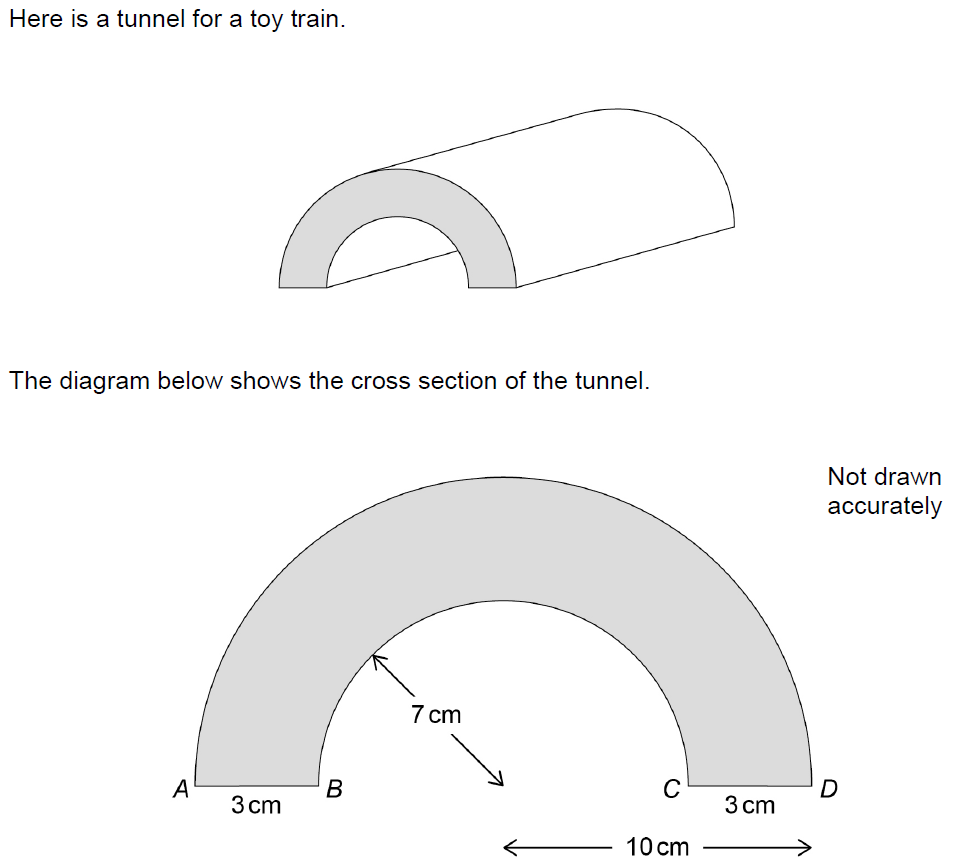 Here is a tunnel for a toy train.
The diagram below shows the cross section of the tunnel.
Not drawn
accurately
7 cm
A
B
C
D
3 cm
3 cm
10 cm